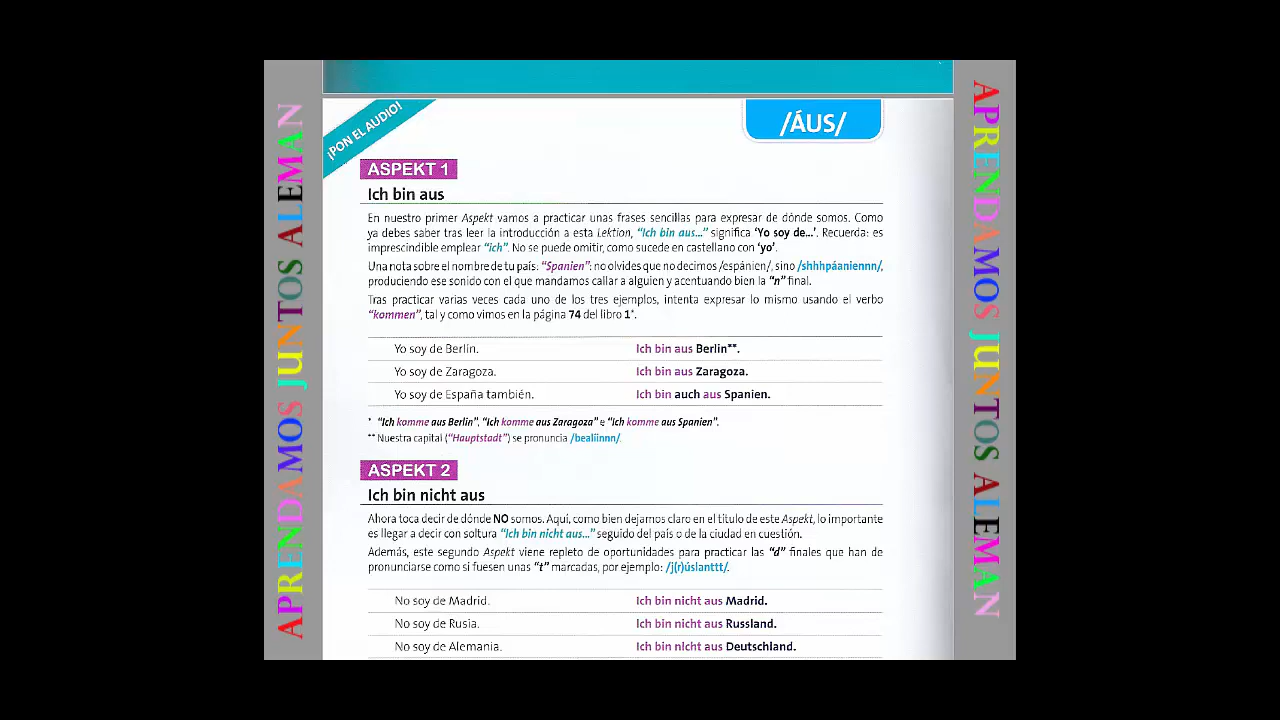 ¡PON EL AUDIO!
/ÁUS/
ASPEKT 1
Ich bin aus
En nuestro primer Aspekt vamos a practicar unas frases sencillas para expresar de dónde somos. Como
ya debes saber tras leer la introducción a esta Lektion, “Ich bin aus...” significa ‘Yo soy de...’. Recuerda: es
imprescindible emplear “ich”. No se puede omitir, como sucede en castellano con ‘yo’.
Una nota sobre el nombre de tu país: “Spanien”: no olvides que no decimos /espánien/, sino /shhhpáaniennn/,
produciendo ese sonido con el que mandamos callar a alguien y acentuando bien la “n” final.
Tras practicar varias veces cada uno de los tres ejemplos, intenta expresar lo mismo usando el verbo
“kommen”, tal y como vimos en la página 74 del libro 1*.
Yo soy de Berlín. Ich bin aus Berlin**.
Yo soy de Zaragoza. Ich bin aus Zaragoza.
Yo soy de España también. Ich bin auch aus Spanien.
* “Ich komme aus Berlin”, “Ich komme aus Zaragoza” e “Ich komme aus Spanien”.
** Nuestra capital (“Hauptstadt”) se pronuncia /bealíinnn/.
ASPEKT 2
Ich bin nicht aus
Ahora toca decir de dónde NO somos. Aquí, como bien dejamos claro en el título de este Aspekt, lo importante
es llegar a decir con soltura “Ich bin nicht aus...” seguido del país o de la ciudad en cuestión.
Además, este segundo Aspekt viene repleto de oportunidades para practicar las “d” finales que han de
pronunciarse como si fuesen unas “t” marcadas, por ejemplo: /j(r)úslanttt/.
No soy de Madrid. Ich bin nicht aus Madrid.
No soy de Rusia. Ich bin nicht aus Russland.
No soy de Alemania. Ich bin nicht aus Deutschland.
APRENDAMOS JUNTOS ALEMAN
APRENDAMOS JUNTOS ALEMAN